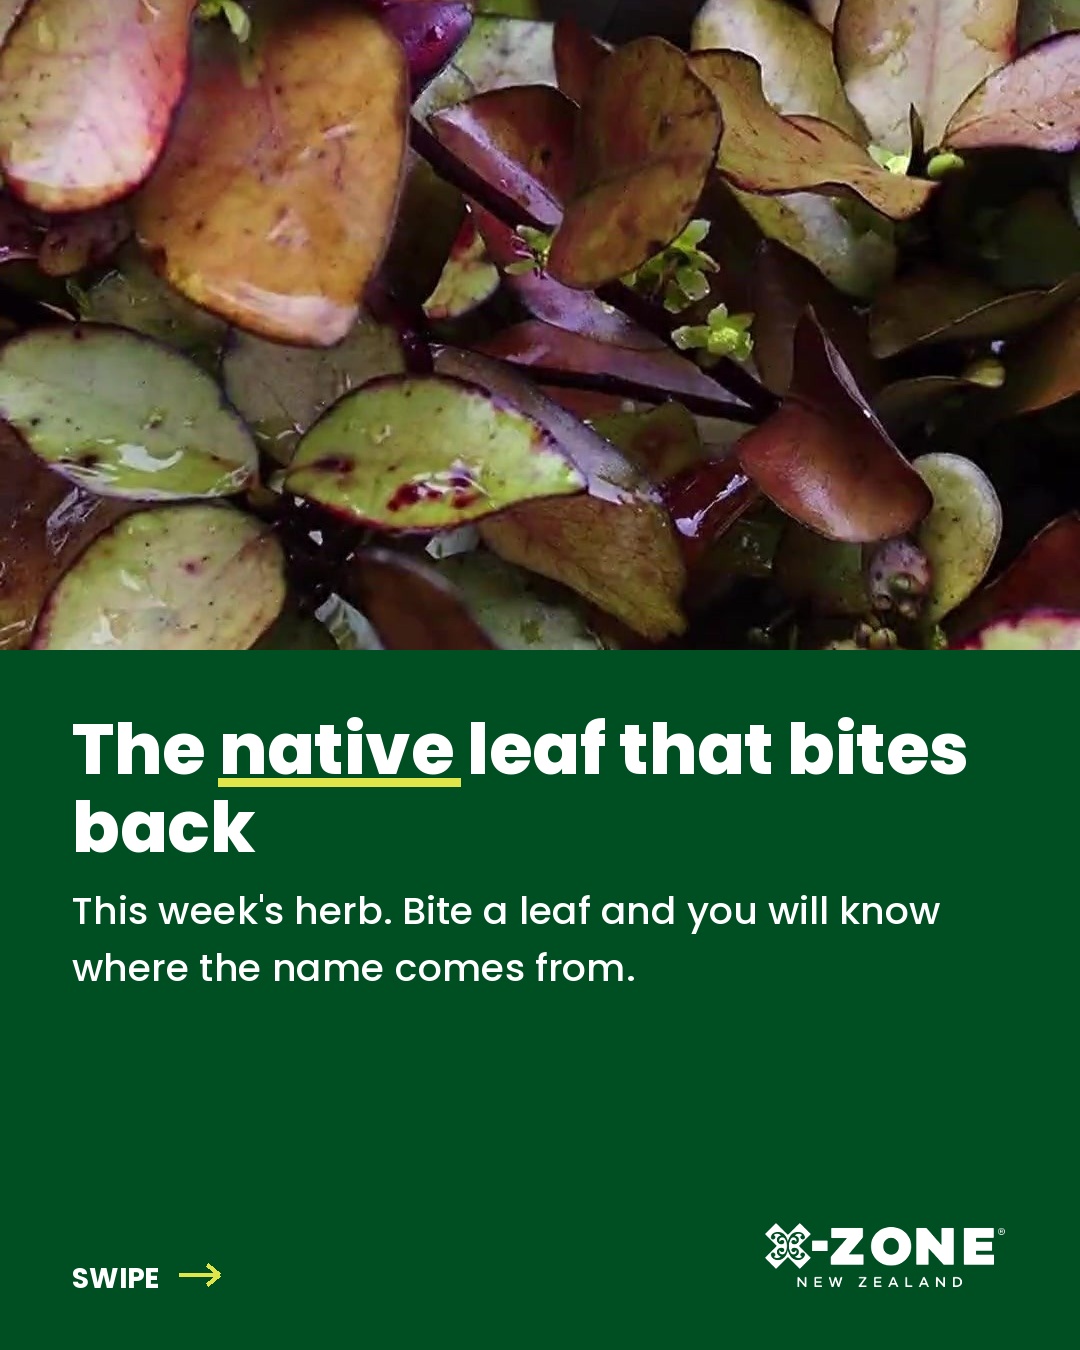 The native leaf that bites
back
This week's herb. Bite a leaf and you will know
where the name comes from.
SWIPE
X-ZONE®
NEW ZEALAND